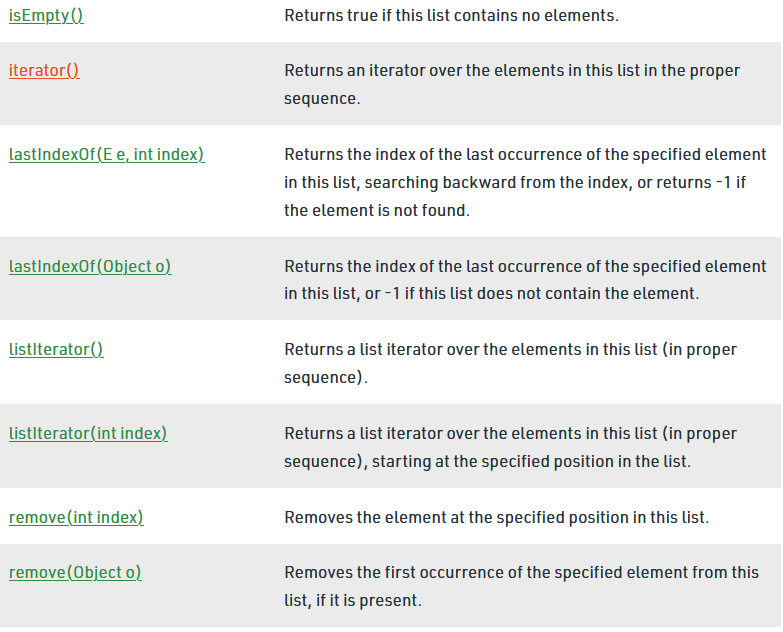 isEmpty()
Returns true if this list contains no elements.
iterator()
Returns an iterator over the elements in this list in the proper
sequence.
lastIndexOf(E e, int index)
Returns the index of the last occurrence of the specified element
in this list, searching backward from the index, or returns -1 if
the element is not found.
lastIndexOf(Object o)
Returns the index of the last occurrence of the specified element
in this list, or -1 if this list does not contain the element.
listIterator()
Returns a list iterator over the elements in this list (in proper
sequence).
listIterator(int index)
Returns a list iterator over the elements in this list (in proper
sequence), starting at the specified position in the list.
remove(int index)
Removes the element at the specified position in this list.
remove(Object o)
Removes the first occurrence of the specified element from this
list, if it is present.